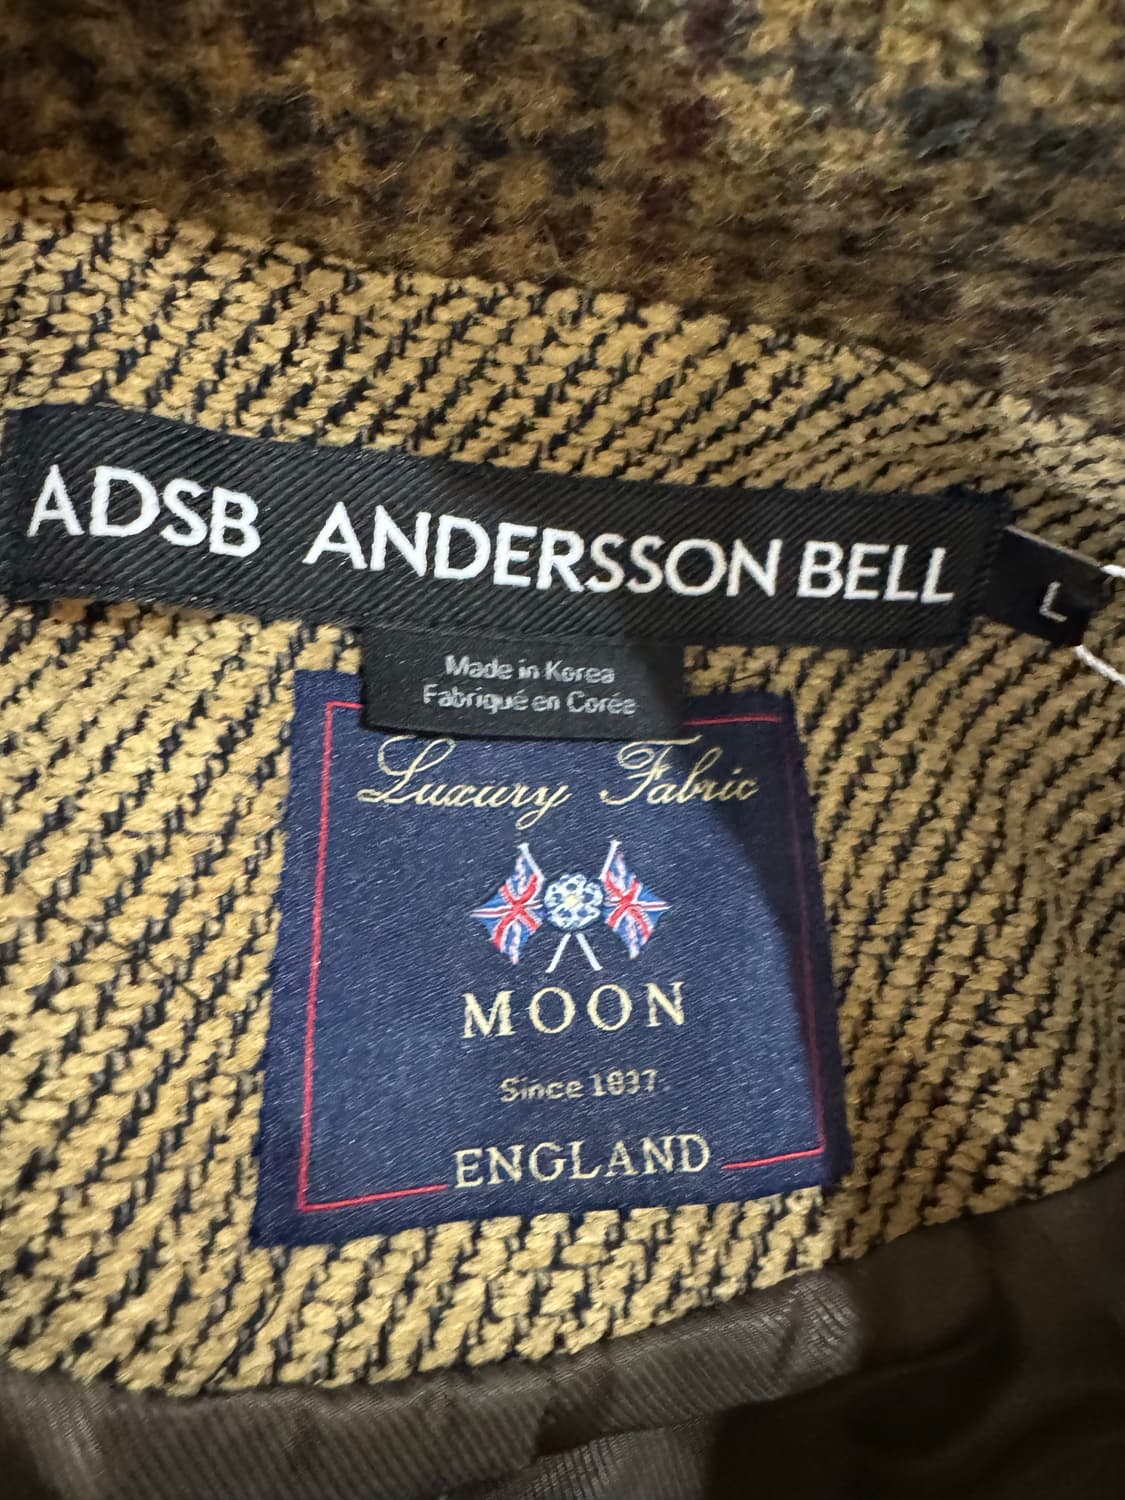 ADSB ANDERSSON BELL
L
Made in Korea
Fabriqué en Corée
Luxury Fabric
MOON
Since 1837
ENGLAND